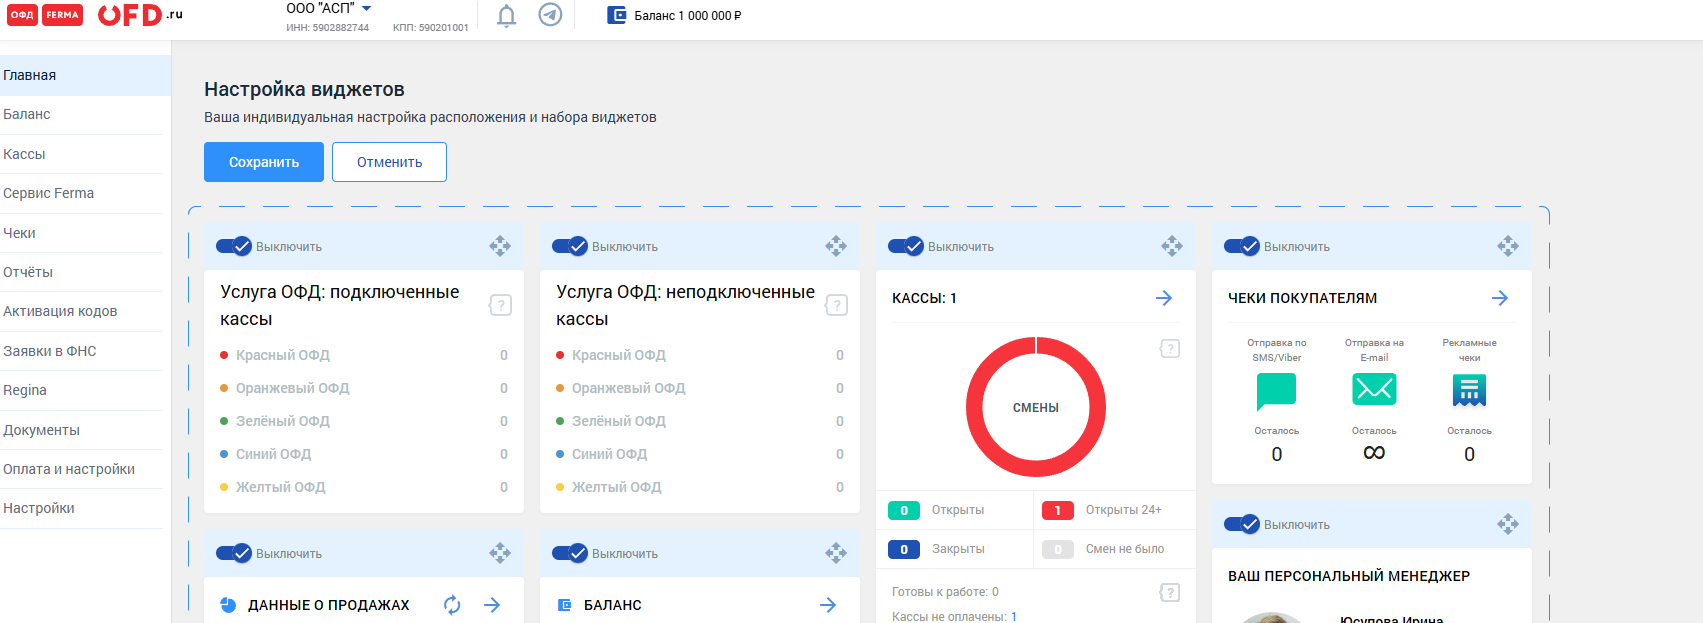 ОФД
FERMA
OFD.ru
ООО "АСП"
ИНН: 5902882744 КПП: 590201001
Баланс 1 000 000 ₽
Главная
Баланс
Кассы
Сервис Ferma
Чеки
Отчёты
Активация кодов
Заявки в ФНС
Regina
Документы
Оплата и настройки
Настройки
Настройка виджетов
Ваша индивидуальная настройка расположения и набора виджетов
Сохранить
Отменить
Выключить
Услуга ОФД: подключенные
кассы
?
Красный ОФД 0
Оранжевый ОФД 0
Зелёный ОФД 0
Синий ОФД 0
Желтый ОФД 0
Выключить
ДАННЫЕ О ПРОДАЖАХ
Выключить
Услуга ОФД: неподключенные
кассы
?
Красный ОФД 0
Оранжевый ОФД 0
Зелёный ОФД 0
Синий ОФД 0
Желтый ОФД 0
Выключить
БАЛАНС
Выключить
КАССЫ: 1
?
СМЕНЫ
0 Открыты
1 Открыты 24+
0 Закрыты
0 Смен не было
Готовы к работе: 0
?
Кассы не оплачены: 1
Выключить
ЧЕКИ ПОКУПАТЕЛЯМ
Отправка по
SMS/Viber
Осталось
0
Отправка на
E-mail
Осталось
∞
Рекламные
чеки
Осталось
0
Выключить
ВАШ ПЕРСОНАЛЬНЫЙ МЕНЕДЖЕР
Юсупова Ирина